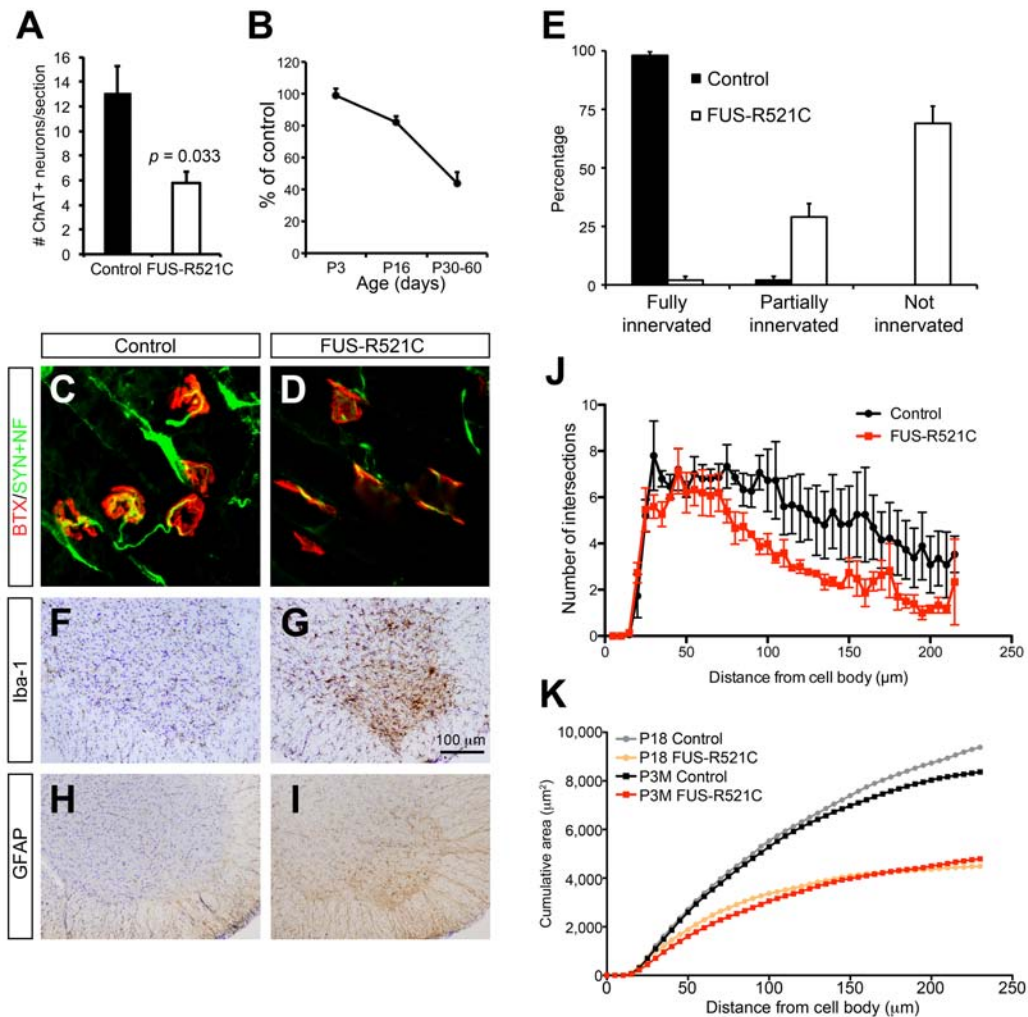 A
16
14
12
10
8
6
4
2
0
# ChAT+ neurons/section
p = 0.033
Control FUS-R521C
B
120
100
80
60
40
20
0
% of control
P3 P16 P30-60
Age (days)
E
100
75
50
25
0
Percentage
Control
FUS-R521C
Fully innervated
Partially innervated
Not innervated
Control
FUS-R521C
BTX/SYN+NF
C
D
Iba-1
F
G
100 μm
GFAP
H
I
J
10
8
6
4
2
0
Number of intersections
Control
FUS-R521C
0 50 100 150 200 250
Distance from cell body (μm)
K
10,000
8,000
6,000
4,000
2,000
0
Cumulative area (μm²)
P18 Control
P18 FUS-R521C
P3M Control
P3M FUS-R521C
0 50 100 150 200 250
Distance from cell body (μm)